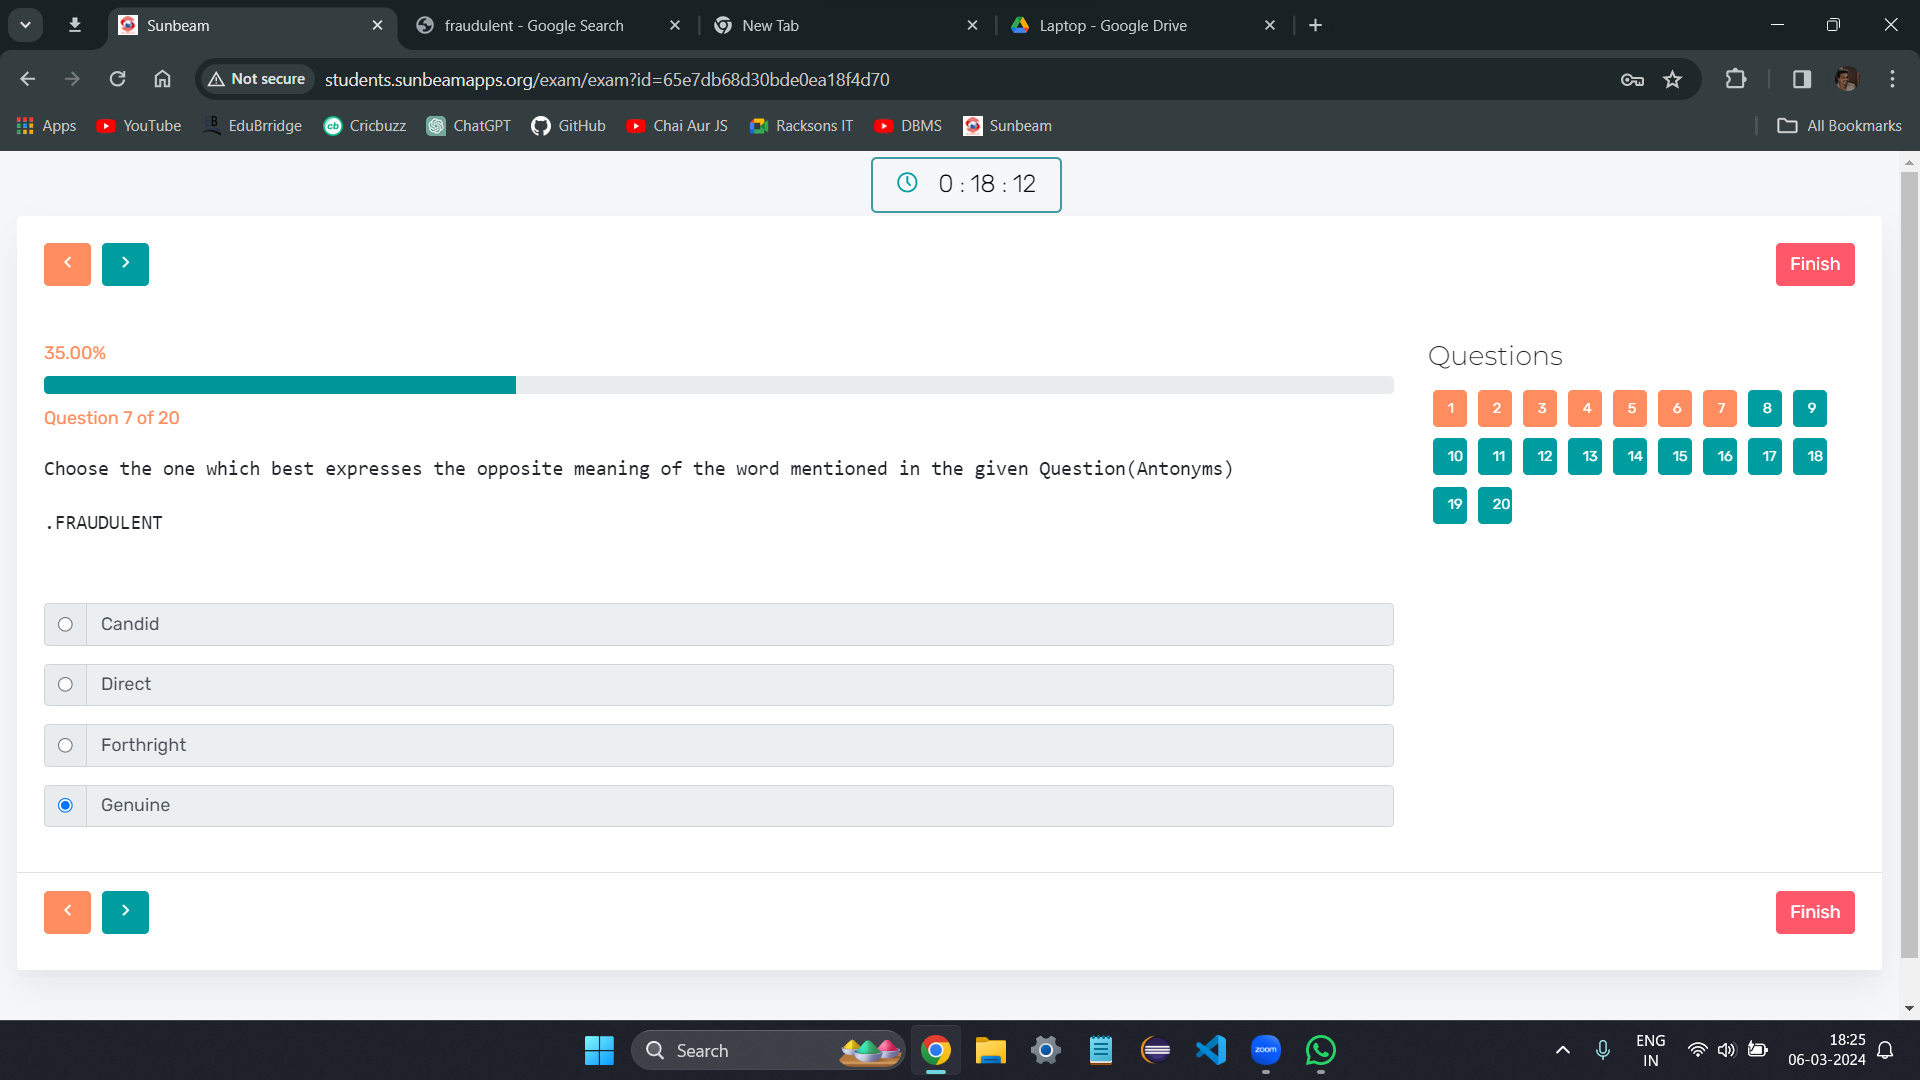 Sunbeam
fraudulent - Google Search
New Tab
Laptop - Google Drive
Not secure
students.sunbeamapps.org/exam/exam?id=65e7db68d30bde0ea18f4d70
Apps
YouTube
EduBrridge
Cricbuzz
ChatGPT
GitHub
Chai Aur JS
Racksons IT
DBMS
Sunbeam
All Bookmarks
0 : 18 : 12
Finish
35.00%
Question 7 of 20
Choose the one which best expresses the opposite meaning of the word mentioned in the given Question(Antonyms)
.FRAUDULENT
Candid
Direct
Forthright
Genuine
Questions
1 2 3 4 5 6 7 8 9
10 11 12 13 14 15 16 17 18
19 20
Finish
Search
zoom
ENG
IN
18:25
06-03-2024